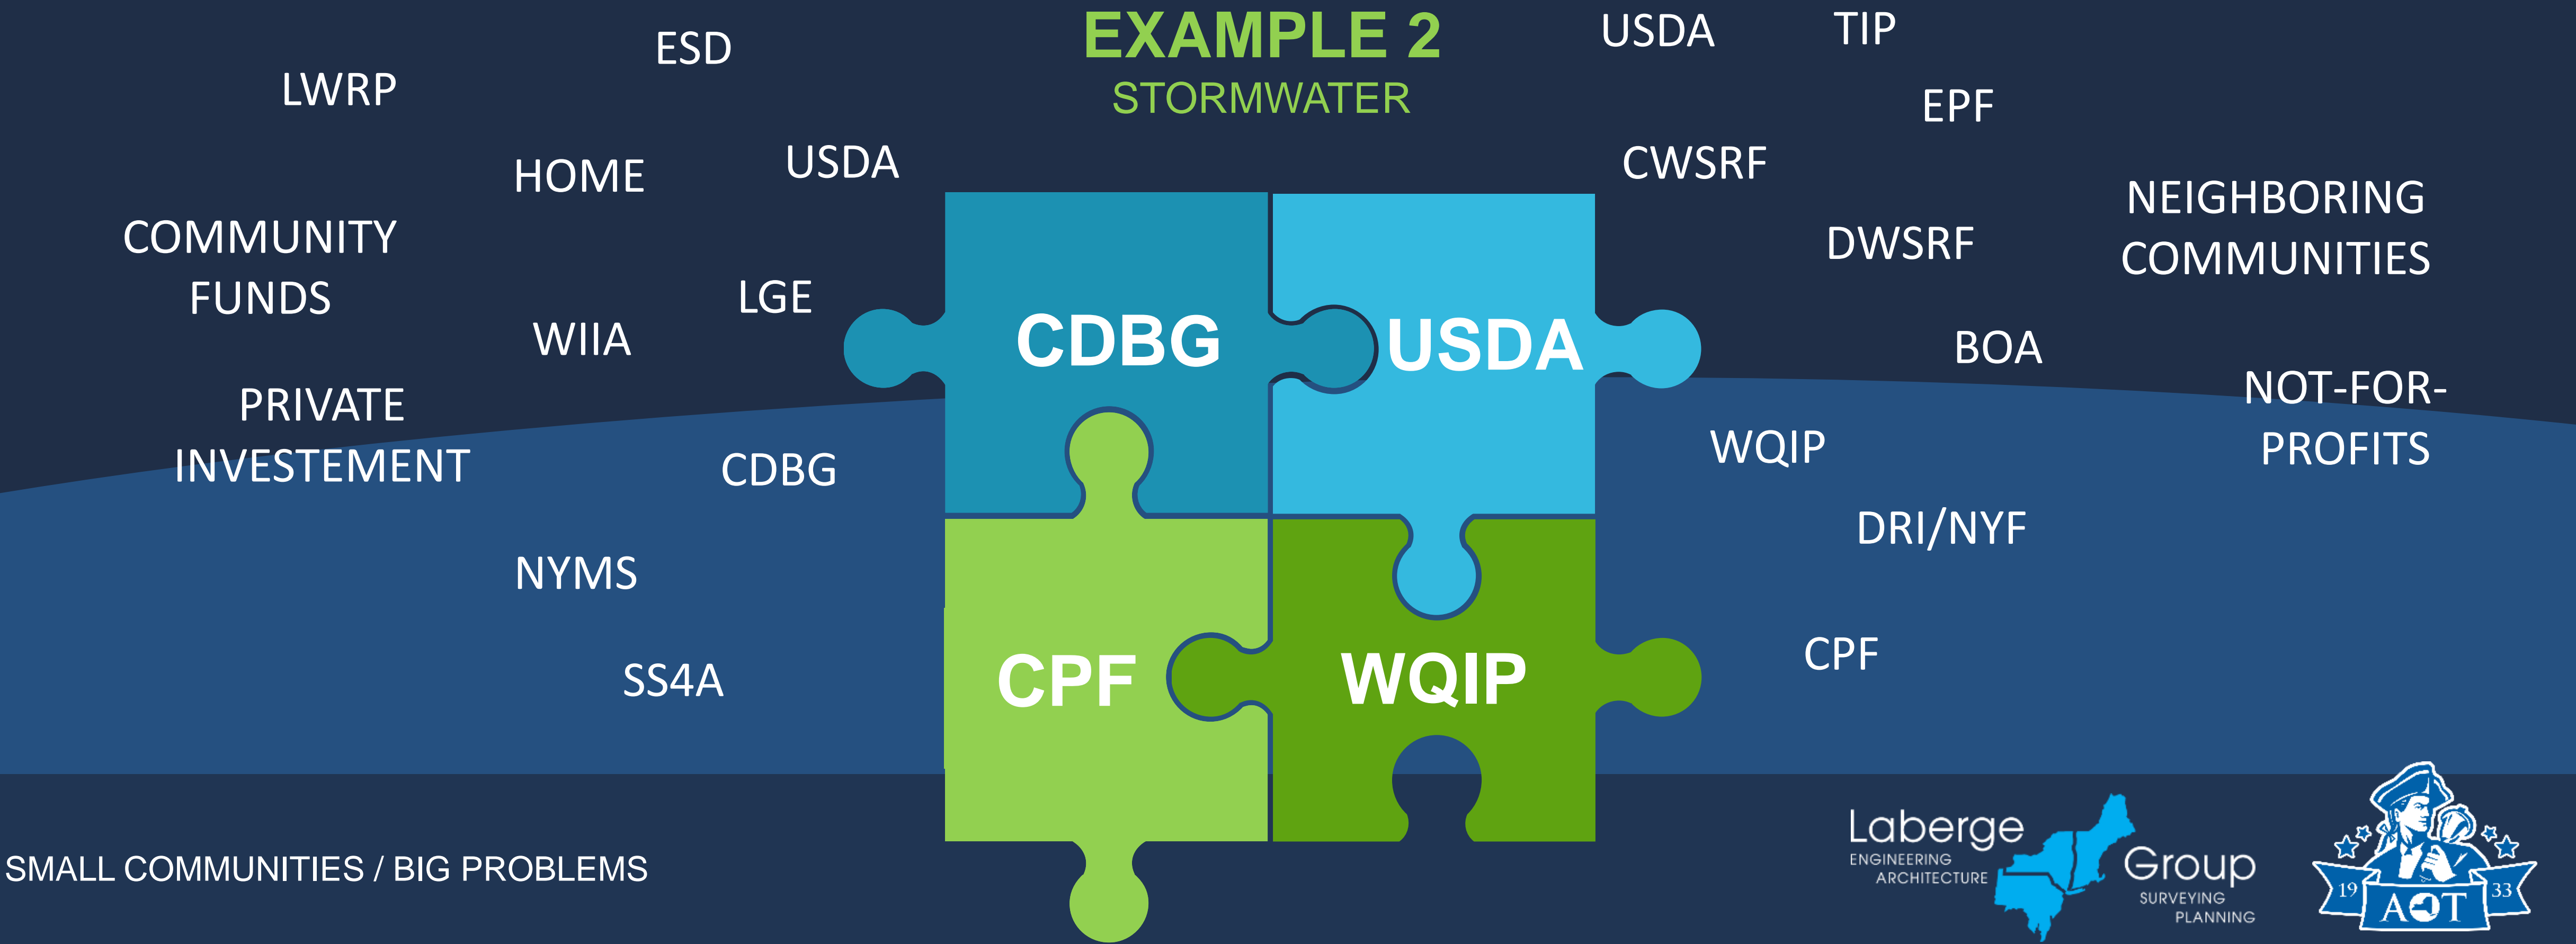 EXAMPLE 2
STORMWATER
ESD
LWRP
HOME
USDA
COMMUNITY
FUNDS
LGE
WIIA
PRIVATE
INVESTEMENT
CDBG
NYMS
SS4A
CDBG
USDA
CPF
WQIP
USDA
TIP
EPF
CWSRF
NEIGHBORING
COMMUNITIES
DWSRF
BOA
NOT-FOR-
PROFITS
WQIP
DRI/NYF
CPF
SMALL COMMUNITIES / BIG PROBLEMS
Laberge
ENGINEERING
ARCHITECTURE
Group
SURVEYING
PLANNING
19 33
AOT